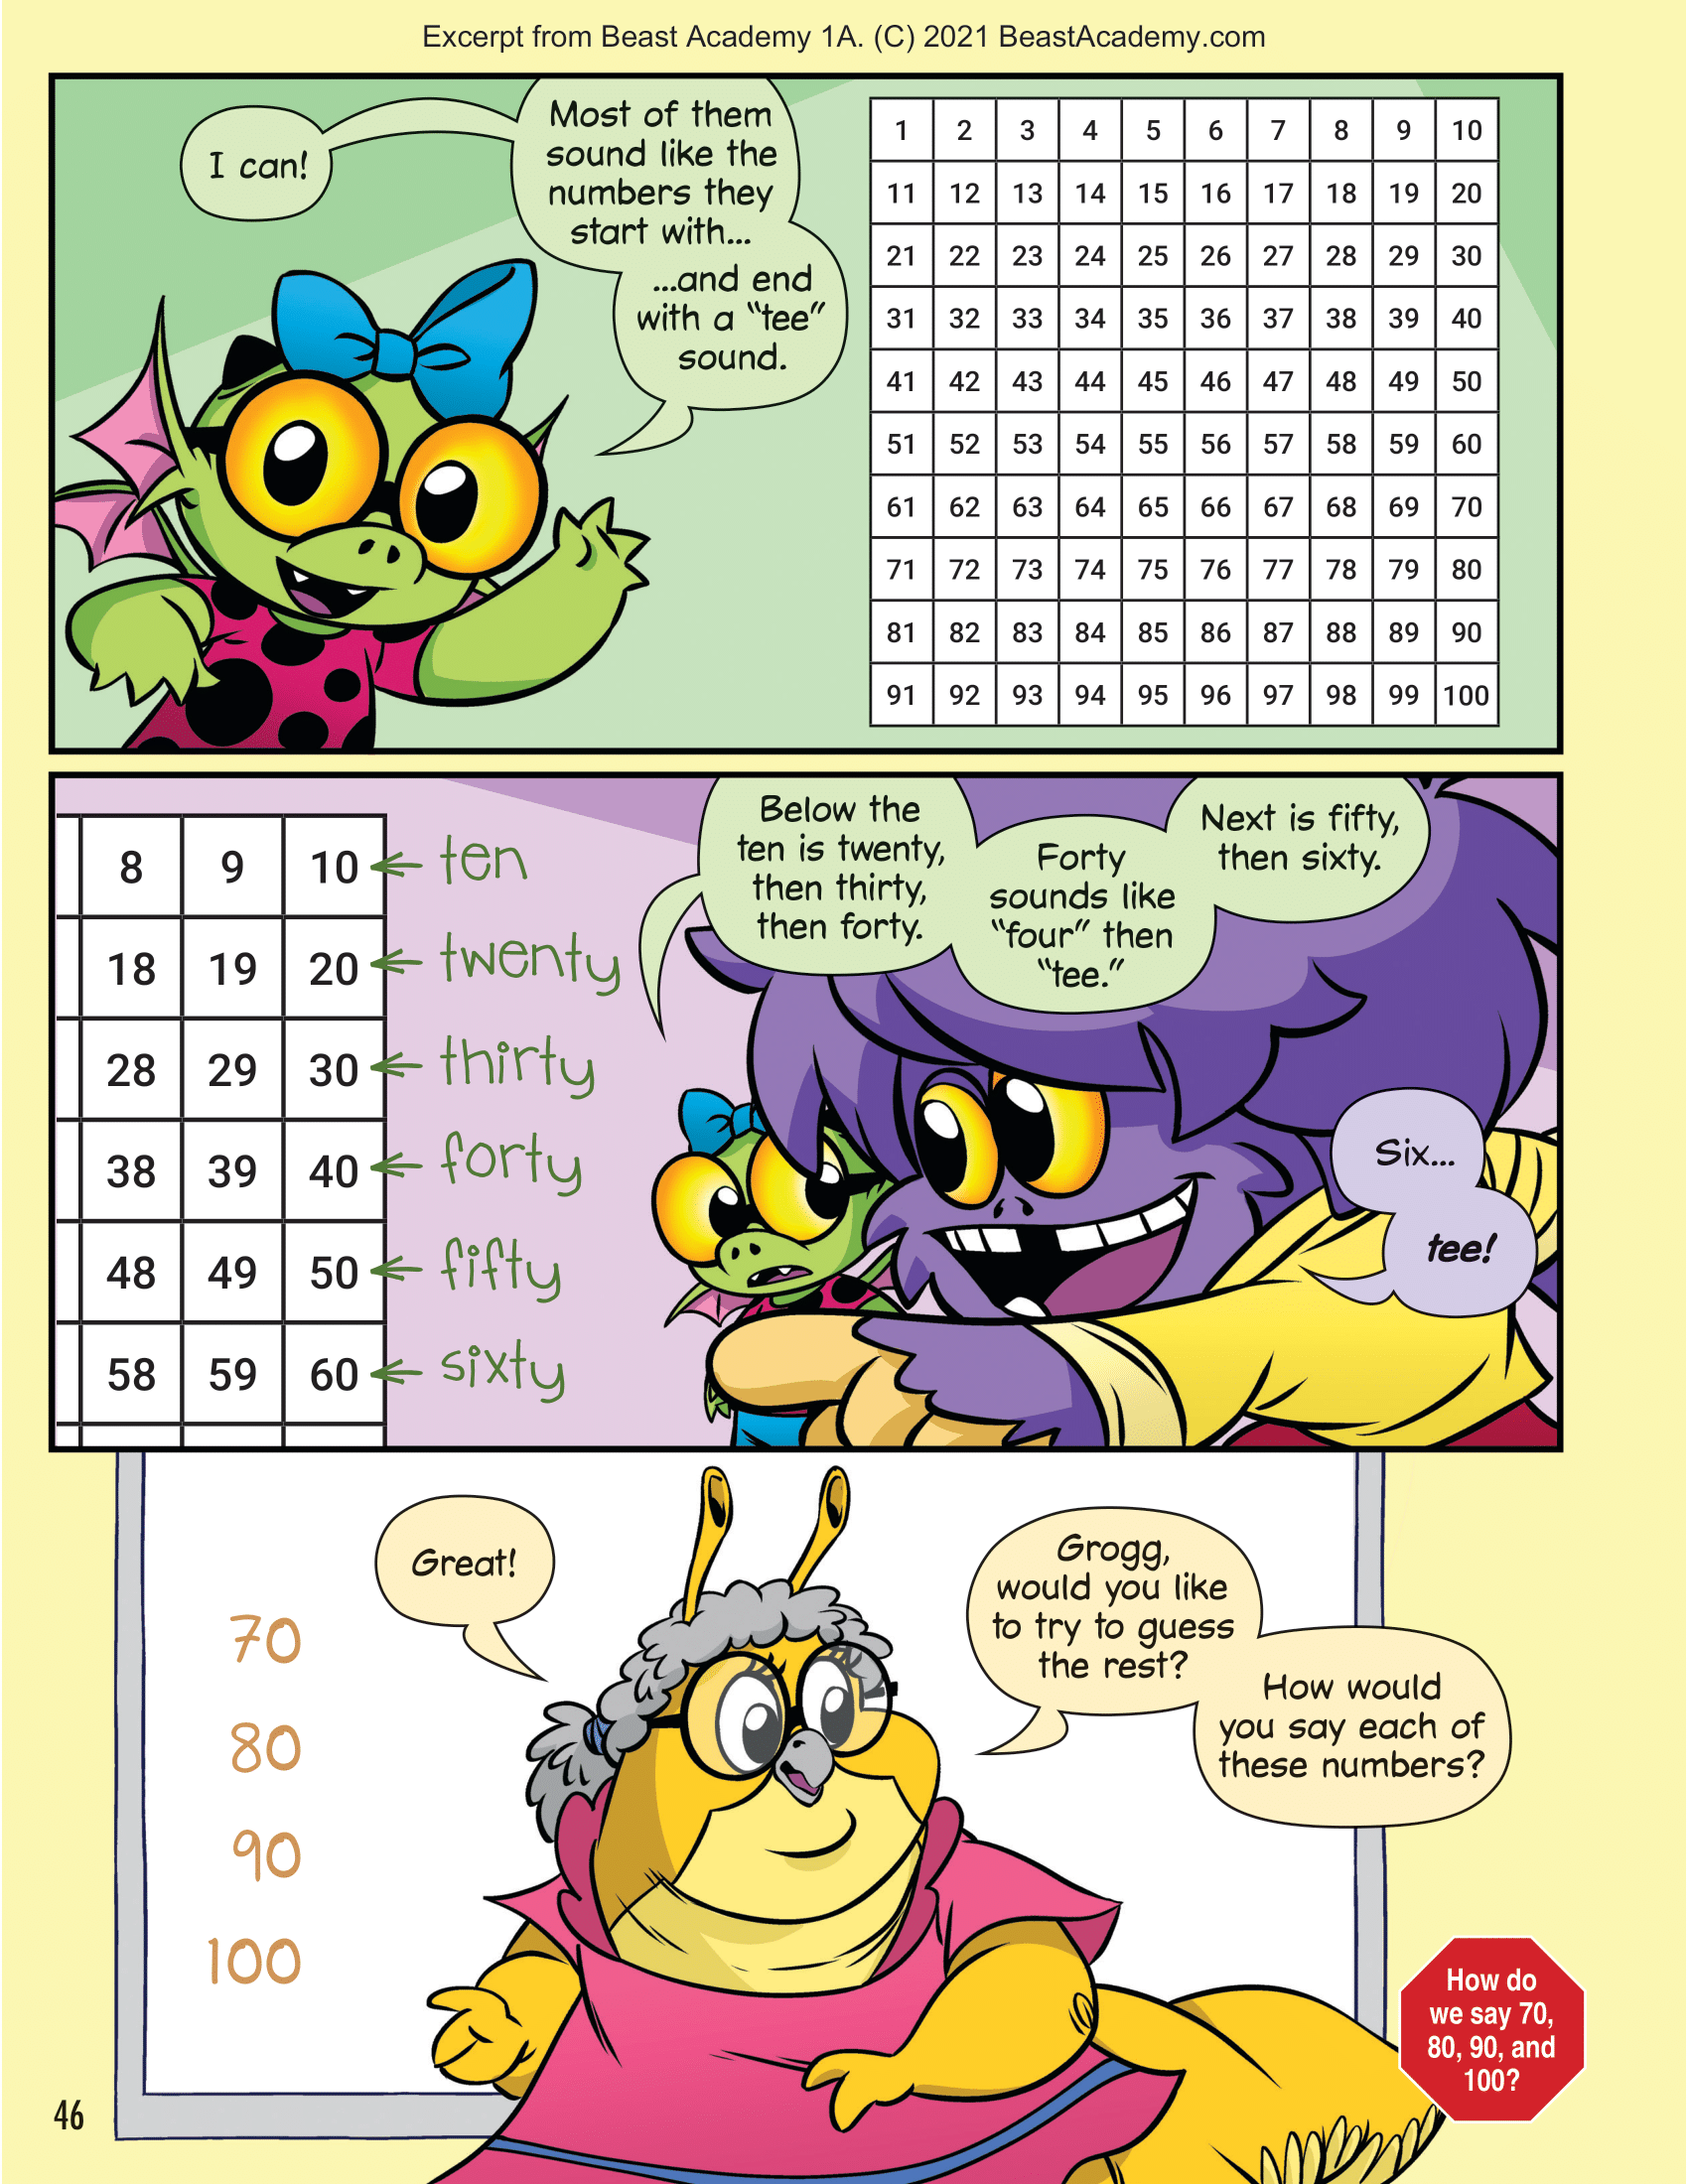 Excerpt from Beast Academy 1A. (C) 2021 BeastAcademy.com
I can!
Most of them
sound like the
numbers they
start with...
...and end
with a “tee”
sound.
1 2 3 4 5 6 7 8 9 10
11 12 13 14 15 16 17 18 19 20
21 22 23 24 25 26 27 28 29 30
31 32 33 34 35 36 37 38 39 40
41 42 43 44 45 46 47 48 49 50
51 52 53 54 55 56 57 58 59 60
61 62 63 64 65 66 67 68 69 70
71 72 73 74 75 76 77 78 79 80
81 82 83 84 85 86 87 88 89 90
91 92 93 94 95 96 97 98 99 100
8 9 10 ten
18 19 20 twenty
28 29 30 thirty
38 39 40 forty
48 49 50 fifty
58 59 60 sixty
Below the
ten is twenty,
then thirty,
then forty.
Forty
sounds like
“four” then
“tee.”
Next is fifty,
then sixty.
Six...
tee!
Great!
Grogg,
would you like
to try to guess
the rest?
How would
you say each of
these numbers?
70
80
90
100
How do
we say 70,
80, 90, and
100?
46